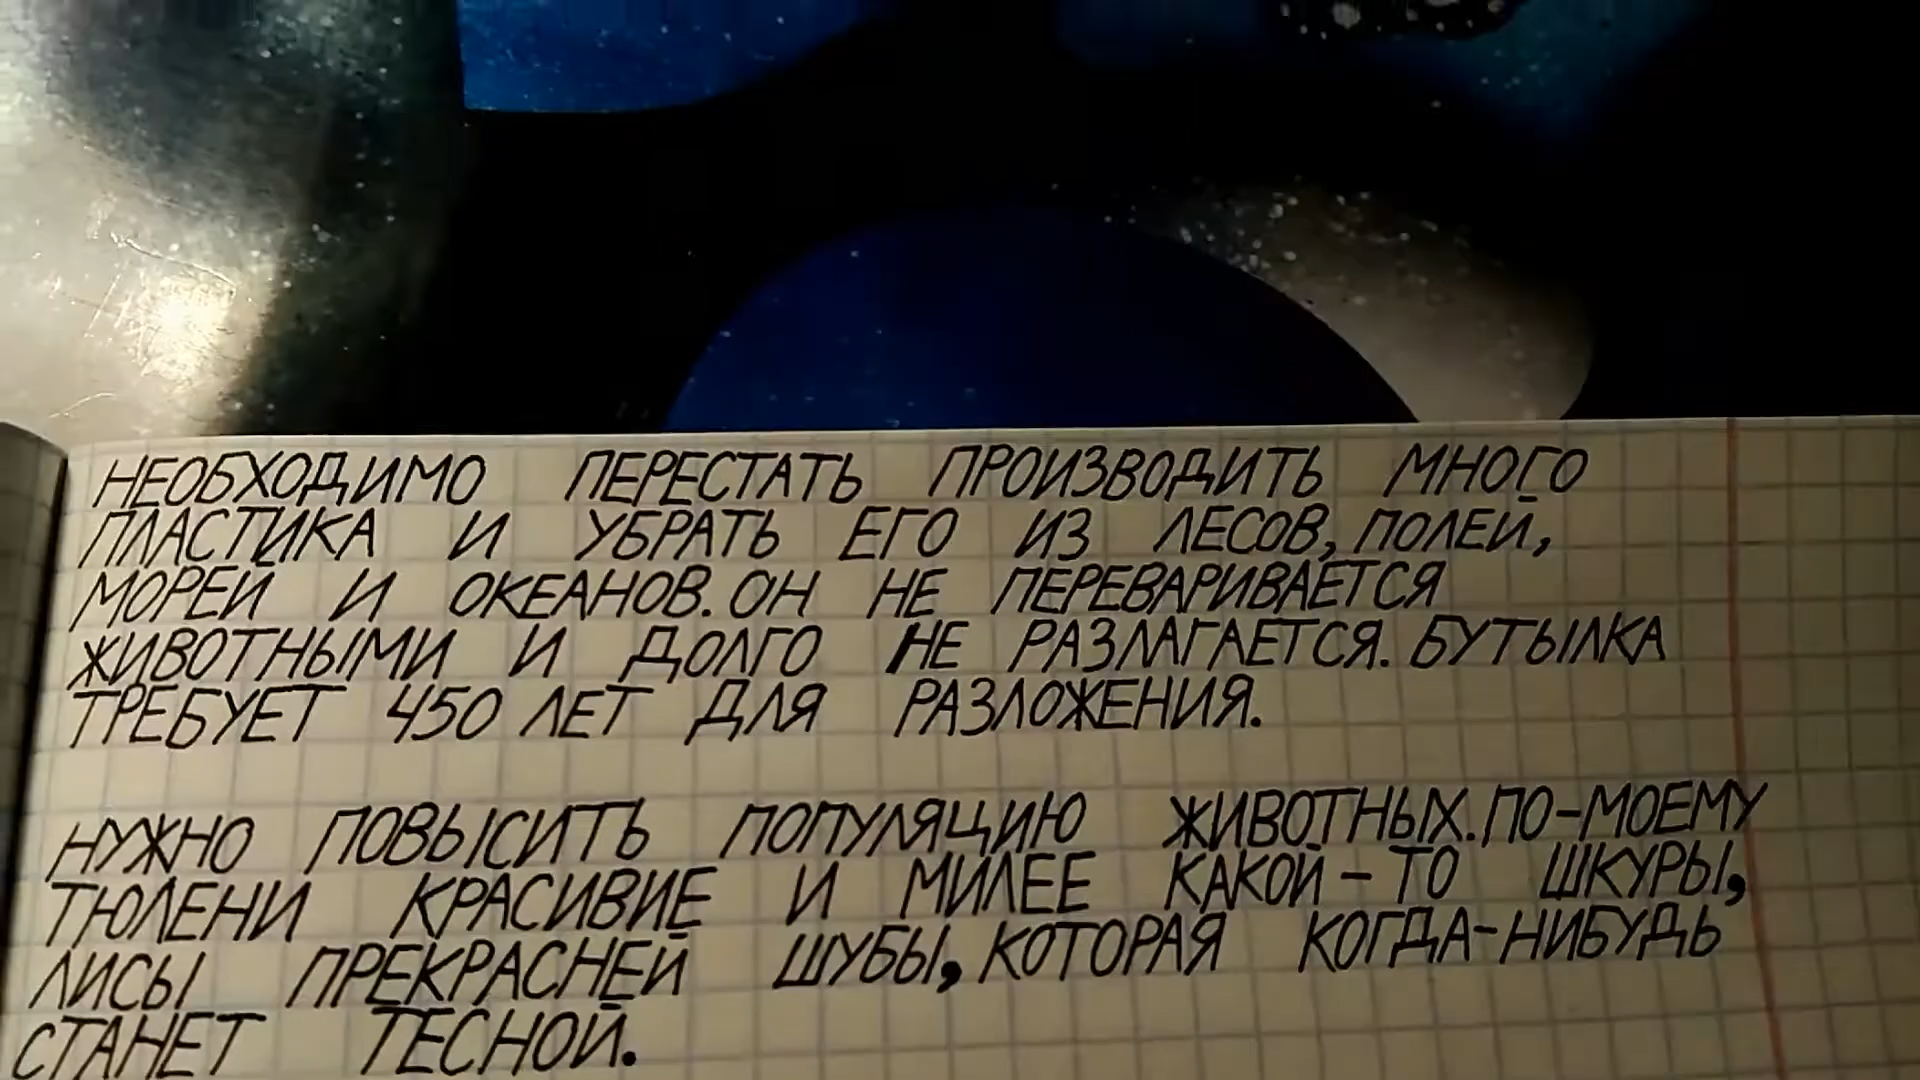 НЕОБХОДИМО ПЕРЕСТАТЬ ПРОИЗВОДИТЬ МНОГО
ПЛАСТИКА И УБРАТЬ ЕГО ИЗ ЛЕСОВ, ПОЛЕЙ,
МОРЕЙ И ОКЕАНОВ. ОН НЕ ПЕРЕВАРИВАЕТСЯ
ЖИВОТНЫМИ И ДОЛГО НЕ РАЗЛАГАЕТСЯ. БУТЫЛКА
ТРЕБУЕТ 450 ЛЕТ ДЛЯ РАЗЛОЖЕНИЯ.
НУЖНО ПОВЫСИТЬ ПОПУЛЯЦИЮ ЖИВОТНЫХ. ПО-МОЕМУ
ТЮЛЕНИ КРАСИВИЕ И МИЛЕЕ КАКОЙ-ТО ШКУРЫ,
ЛИСЫ ПРЕКРАСНЕЙ ШУБЫ, КОТОРАЯ КОГДА-НИБУДЬ
СТАНЕТ ТЕСНОЙ.